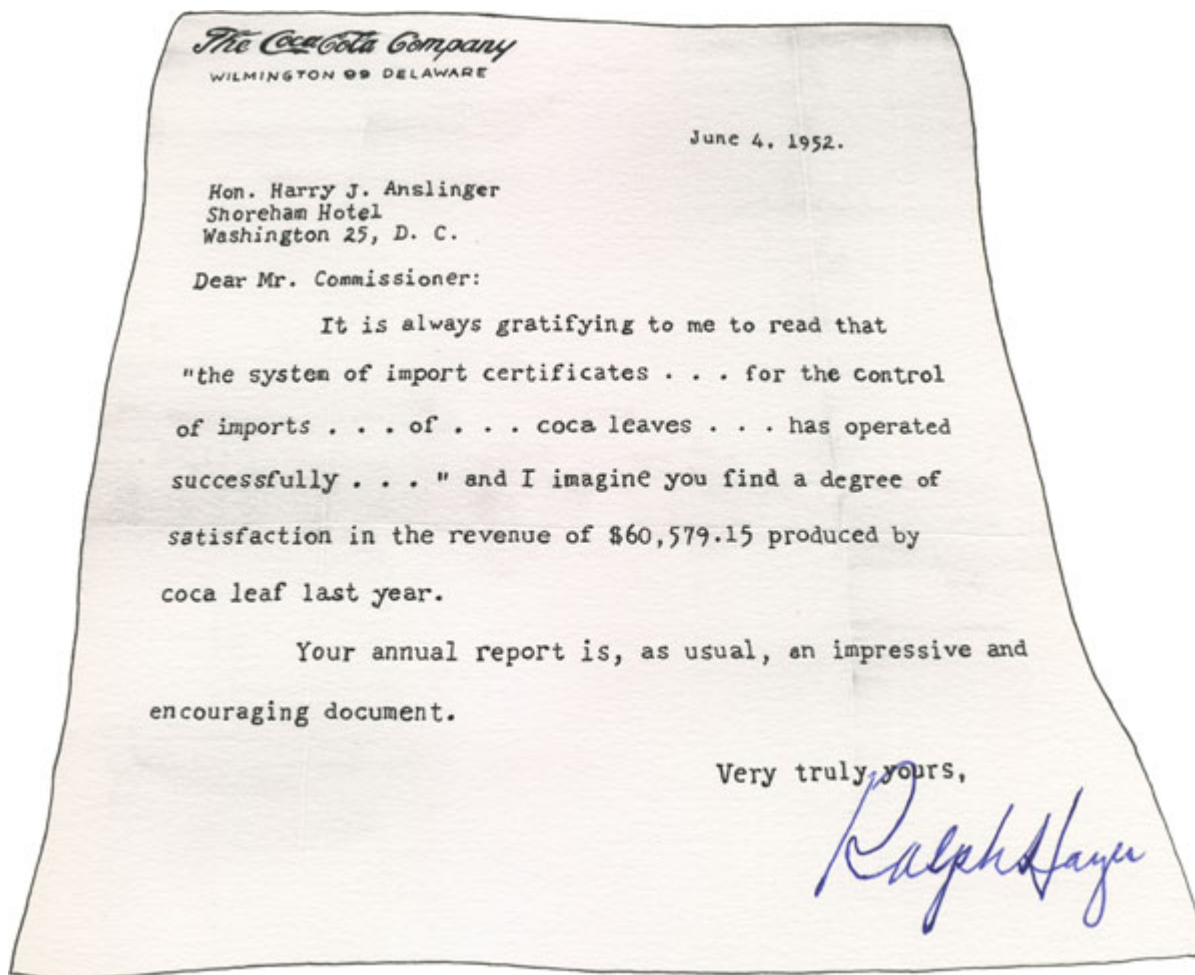 The Coca-Cola Company
WILMINGTON 99 DELAWARE
June 4, 1952.
Hon. Harry J. Anslinger
Shoreham Hotel
Washington 25, D. C.
Dear Mr. Commissioner:
It is always gratifying to me to read that
"the system of import certificates . . . for the control
of imports . . . of . . . coca leaves . . . has operated
successfully . . . " and I imagine you find a degree of
satisfaction in the revenue of $60,579.15 produced by
coca leaf last year.
Your annual report is, as usual, an impressive and
encouraging document.
Very truly yours,
Ralph Hayes